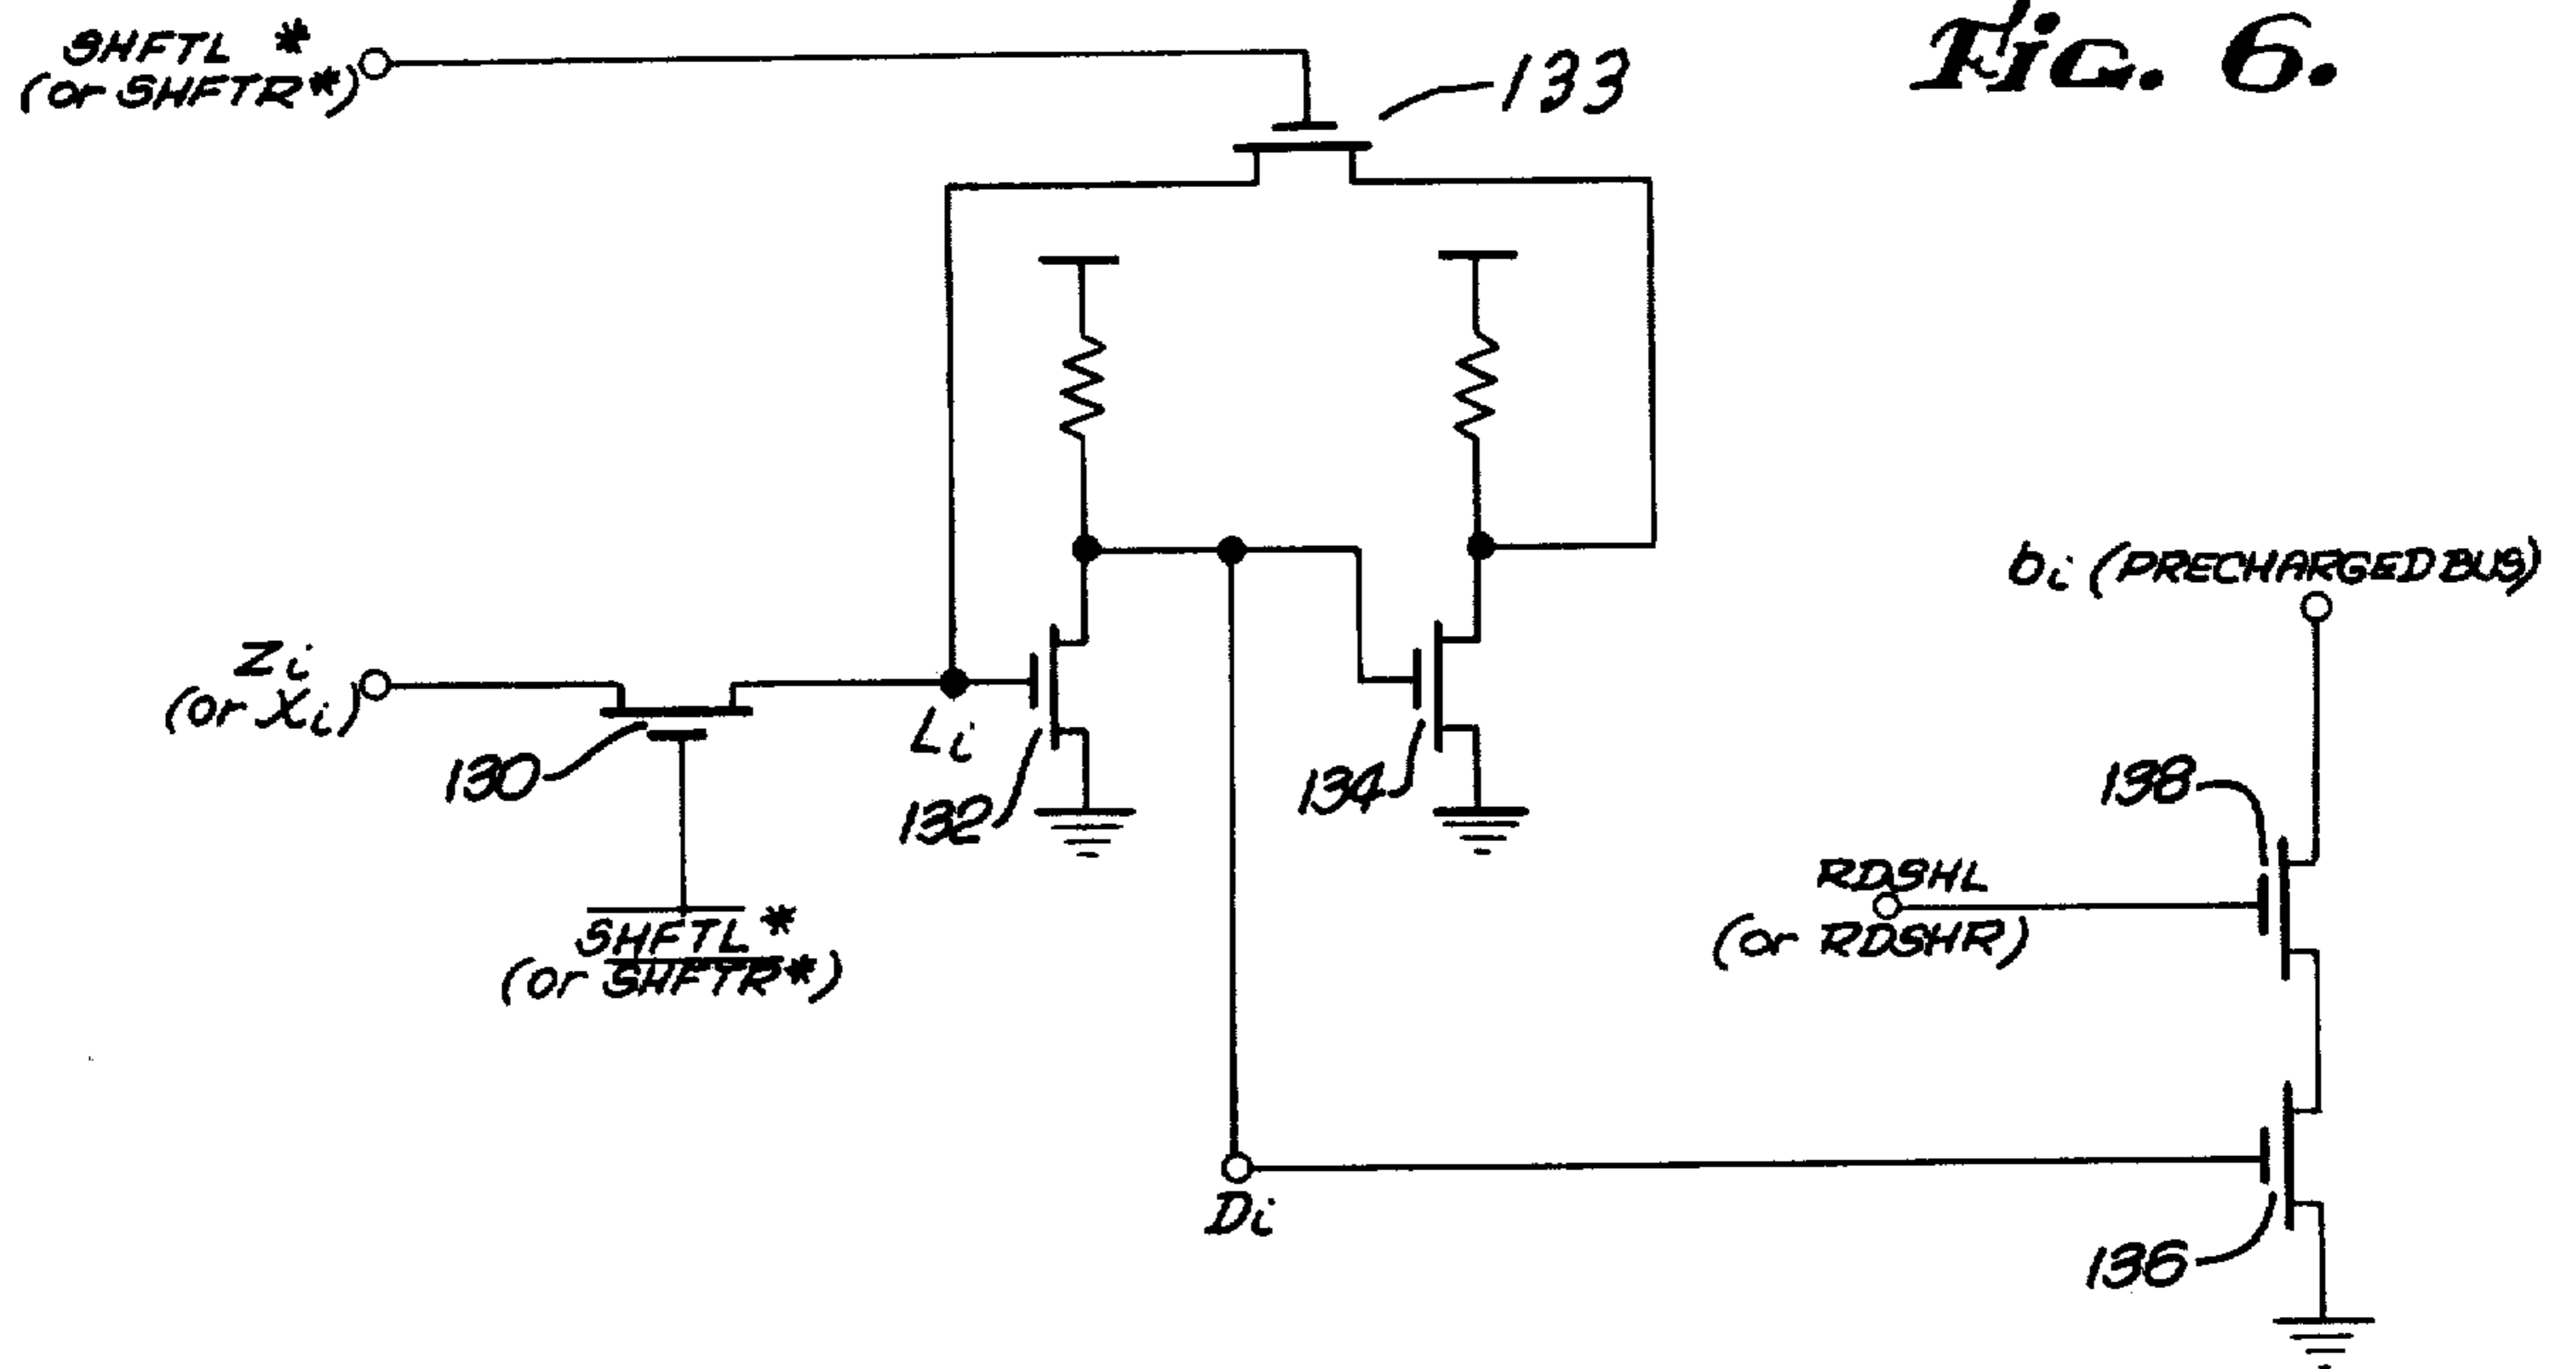 SHFTL *
(or SHFTR*)
FIG. 6.
133
Zi
(or Xi)
130
Li
132
134
SHFTL *
(or SHFTR*)
bi (PRECHARGED BUS)
138
RDSHL
(or RDSHR)
Di
136